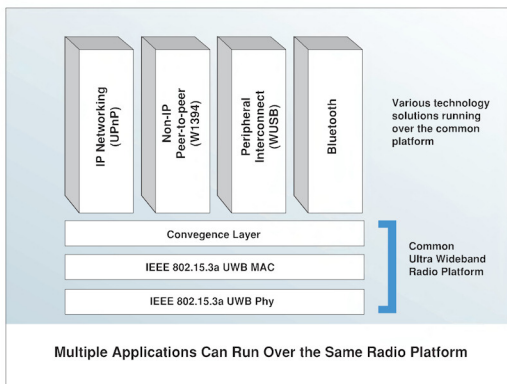 IP Networking
(UPnP)
Non-IP
Peer-to-peer
(W1394)
Peripheral
Interconnect
(WUSB)
Bluetooth
Various technology
solutions running
over the common
platform
Convegence Layer
IEEE 802.15.3a UWB MAC
IEEE 802.15.3a UWB Phy
Common
Ultra Wideband
Radio Platform
Multiple Applications Can Run Over the Same Radio Platform